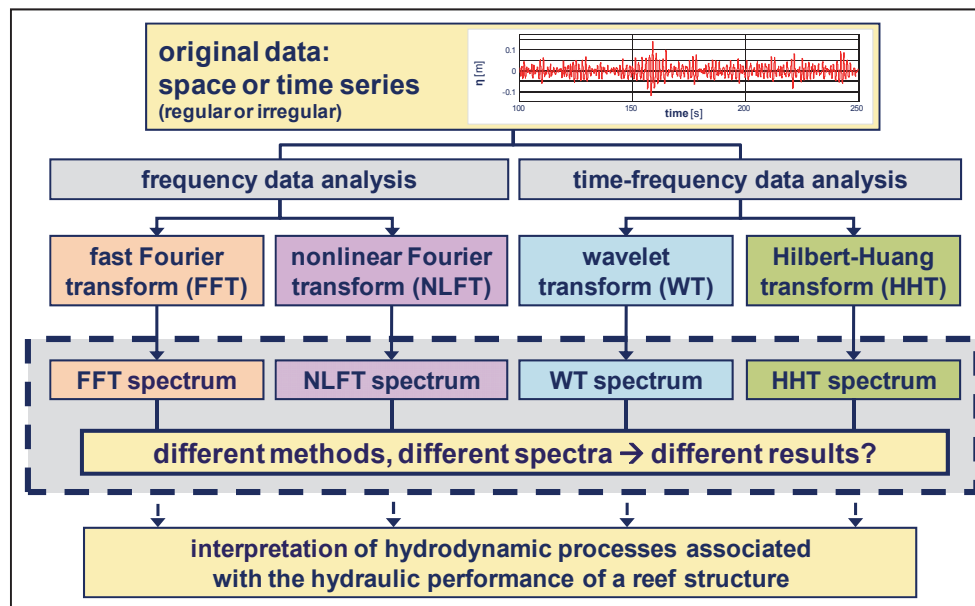 original data:
space or time series
(regular or irregular)
η [m]
0.1
0
-0.1
100
150
200
250
time [s]
frequency data analysis
time-frequency data analysis
fast Fourier
transform (FFT)
nonlinear Fourier
transform (NLFT)
wavelet
transform (WT)
Hilbert-Huang
transform (HHT)
FFT spectrum
NLFT spectrum
WT spectrum
HHT spectrum
different methods, different spectra → different results?
interpretation of hydrodynamic processes associated
with the hydraulic performance of a reef structure